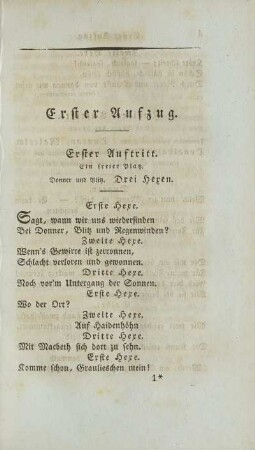 Erster Aufzug.
Erster Auftritt.
Ein freier Platz.
Donner und Blitz. Drei Hexen.
Erste Hexe.
Sagt, wann wir uns wiederfinden
Bei Donner, Blitz und Regenwinden?
Zweite Hexe.
Wenn's Gewirre ist zerronnen,
Schlacht verloren und gewonnen.
Dritte Hexe.
Noch vor'm Untergang der Sonnen.
Erste Hexe.
Wo der Ort?
Zweite Hexe.
Auf Haidenhöhn
Dritte Hexe.
Mit Macbeth sich dort zu sehn.
Erste Hexe.
Komme schon, Graulieschen mein!
1*